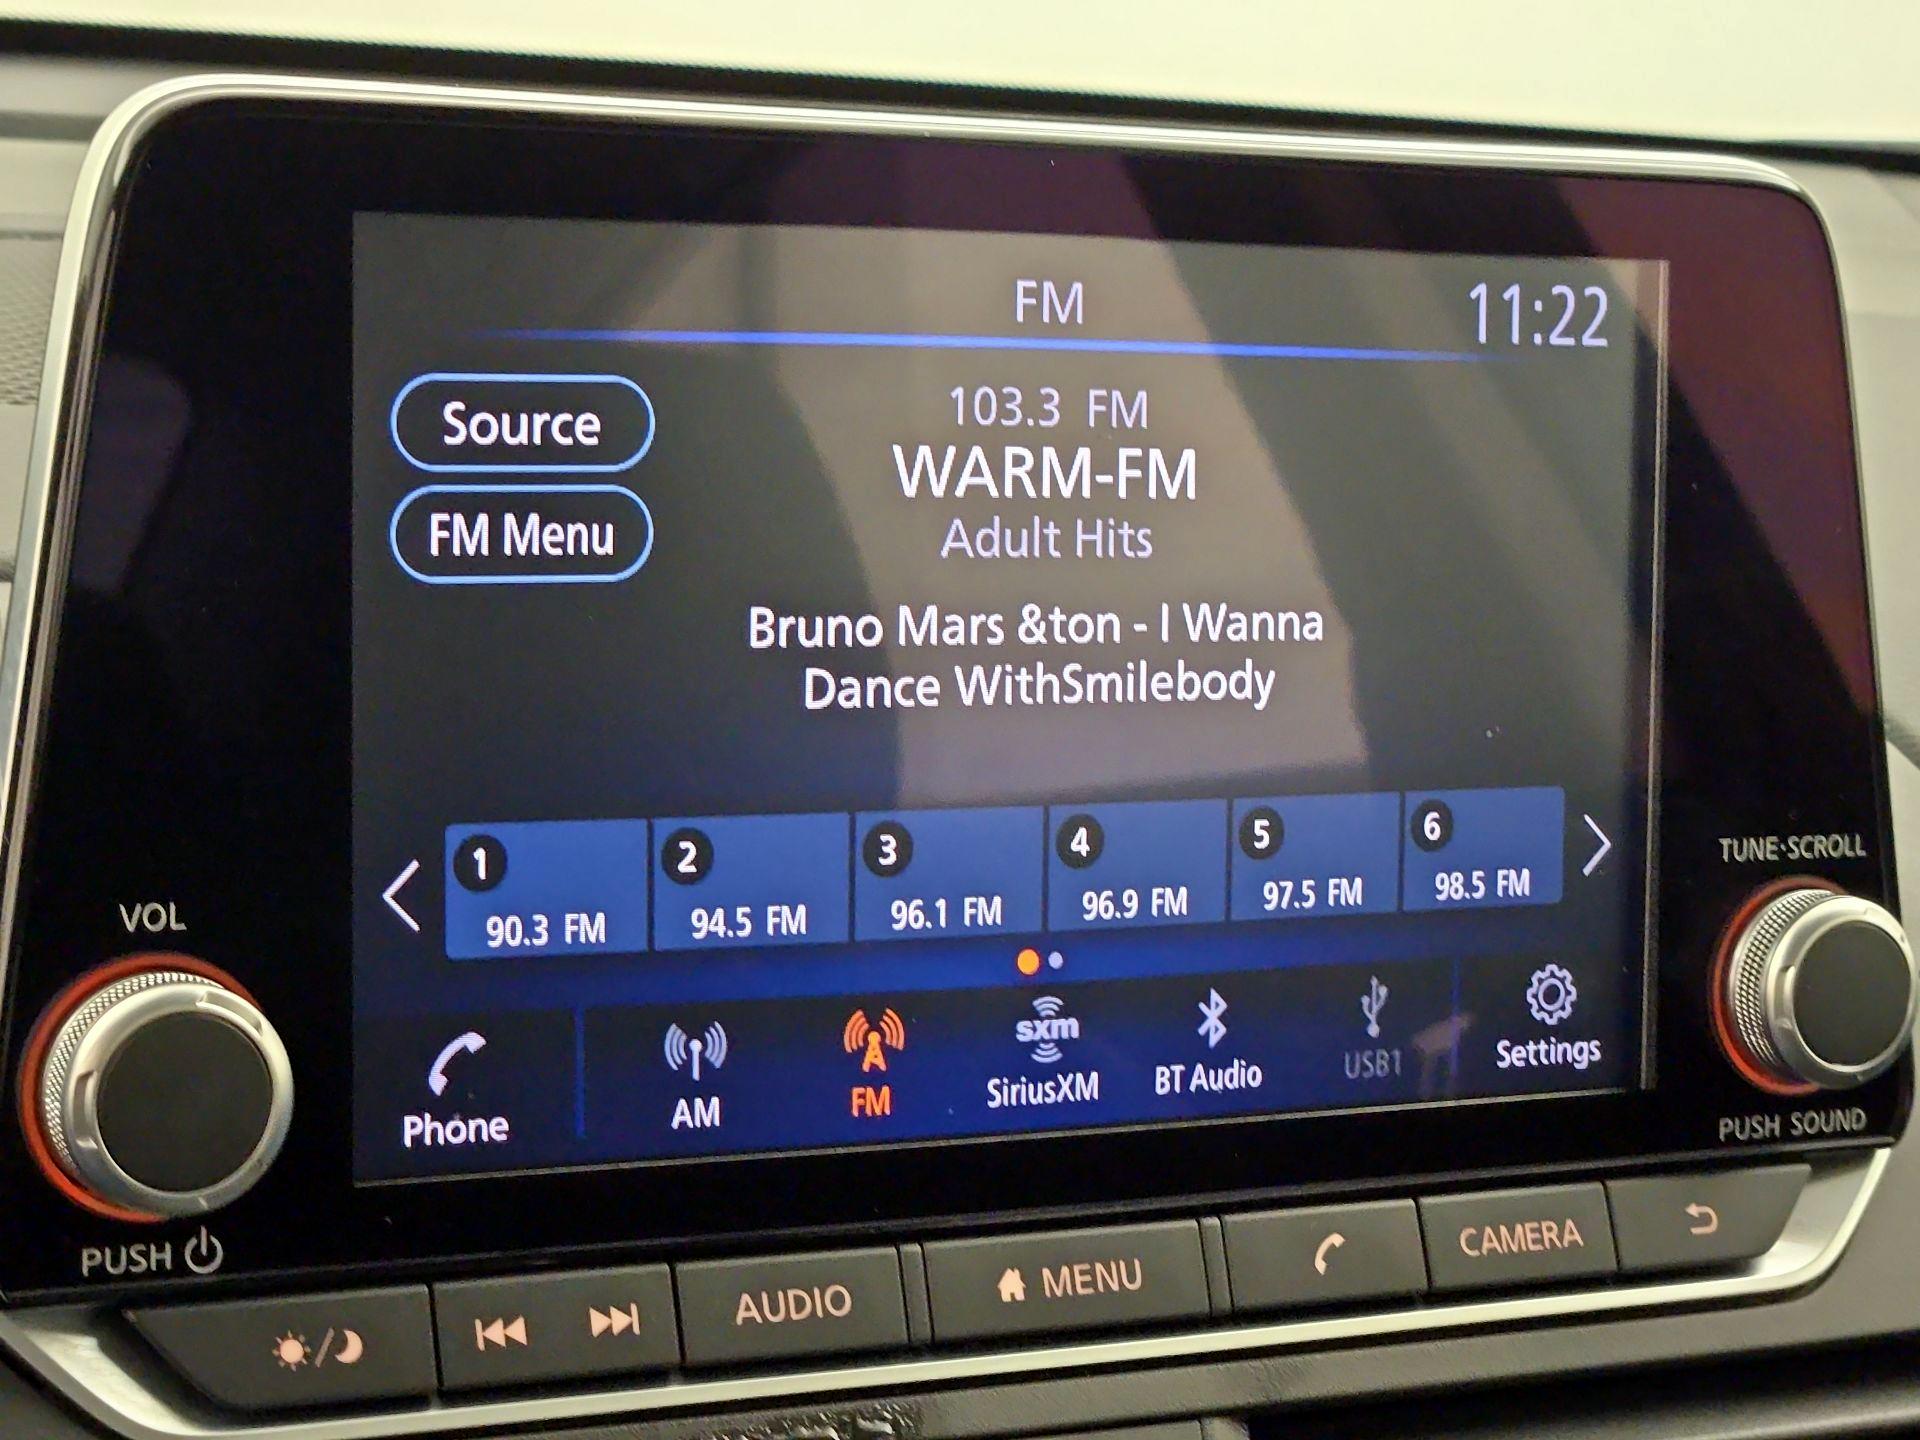 FM
11:22
Source
FM Menu
103.3 FM
WARM-FM
Adult Hits
Bruno Mars &ton - I Wanna
Dance WithSmilebody
1
90.3 FM
2
94.5 FM
3
96.1 FM
4
96.9 FM
5
97.5 FM
6
98.5 FM
Phone
AM
FM
sxm
SiriusXM
BT Audio
USB1
Settings
VOL
PUSH
TUNE·SCROLL
PUSH SOUND
AUDIO
MENU
CAMERA